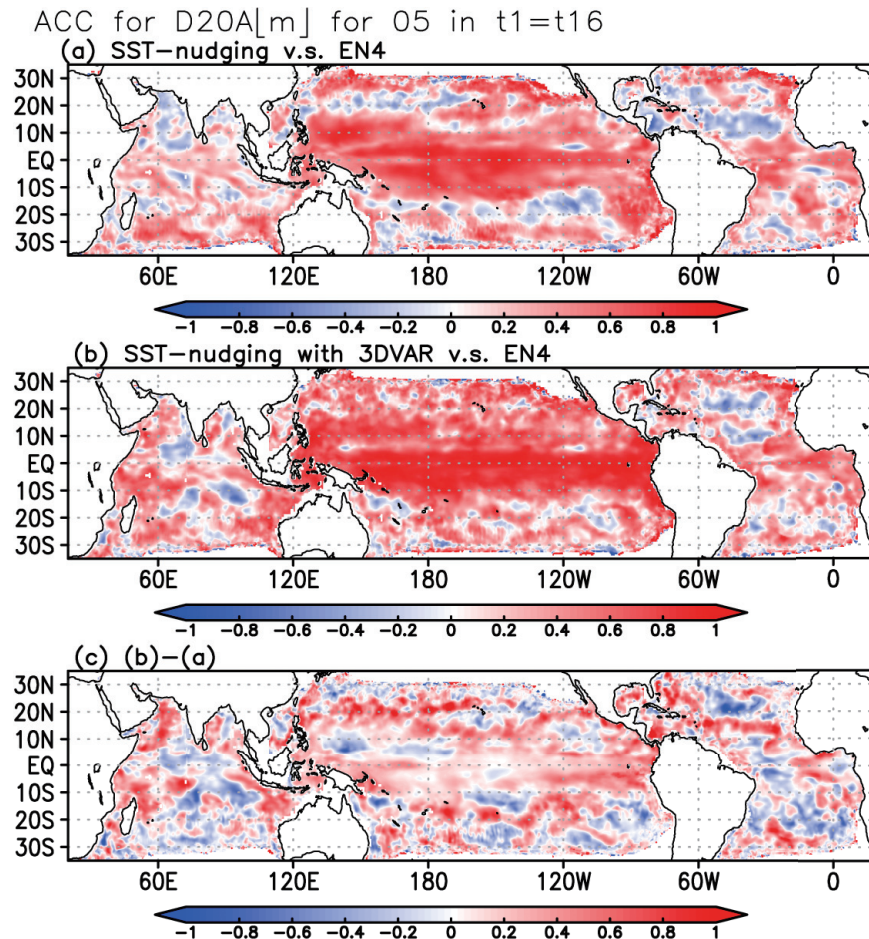 ACC for D20A[m] for 05 in t1=t16
(a) SST-nudging v.s. EN4
30N
20N
10N
EQ
10S
20S
30S
60E 120E 180 120W 60W 0
-1 -0.8 -0.6 -0.4 -0.2 0 0.2 0.4 0.6 0.8 1
(b) SST-nudging with 3DVAR v.s. EN4
30N
20N
10N
EQ
10S
20S
30S
60E 120E 180 120W 60W 0
-1 -0.8 -0.6 -0.4 -0.2 0 0.2 0.4 0.6 0.8 1
(c) (b)-(a)
30N
20N
10N
EQ
10S
20S
30S
60E 120E 180 120W 60W 0
-1 -0.8 -0.6 -0.4 -0.2 0 0.2 0.4 0.6 0.8 1